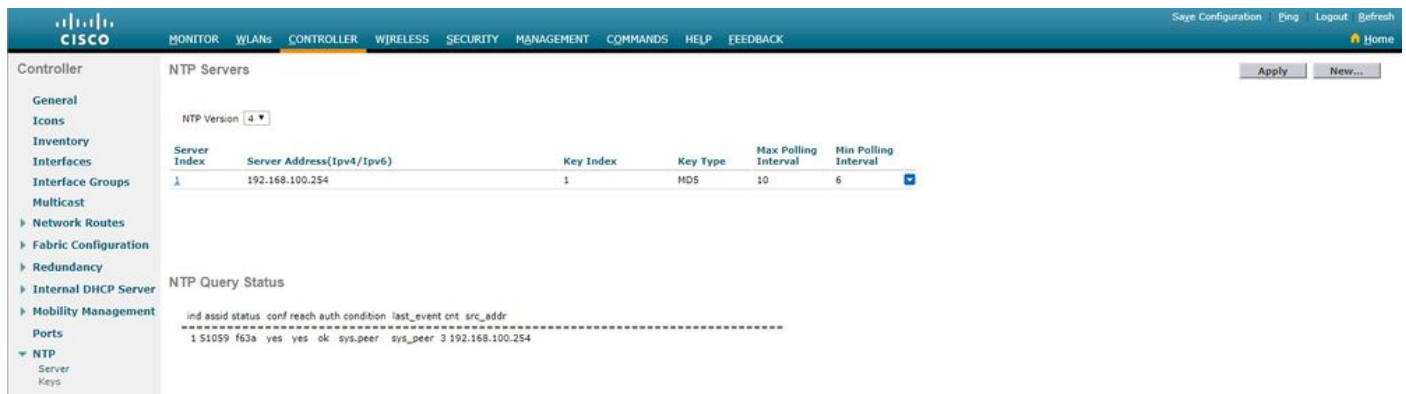 Save Configuration Ping Logout Refresh
CISCO MONITOR WLANs CONTROLLER WIRELESS SECURITY MANAGEMENT COMMANDS HELP FEEDBACK Home
Controller
General
Icons
Inventory
Interfaces
Interface Groups
Multicast
Network Routes
Fabric Configuration
Redundancy
Internal DHCP Server
Mobility Management
Ports
NTP
Server
Keys
NTP Servers
Apply New...
NTP Version 4
Server Index Server Address(Ipv4/Ipv6) Key Index Key Type Max Polling Interval Min Polling Interval
1 192.168.100.254 1 MD5 10 6
NTP Query Status
ind assid status conf reach auth condition last_event cnt src_addr
==============================================================
1 51059 f63a yes yes ok sys.peer sys_peer 3 192.168.100.254